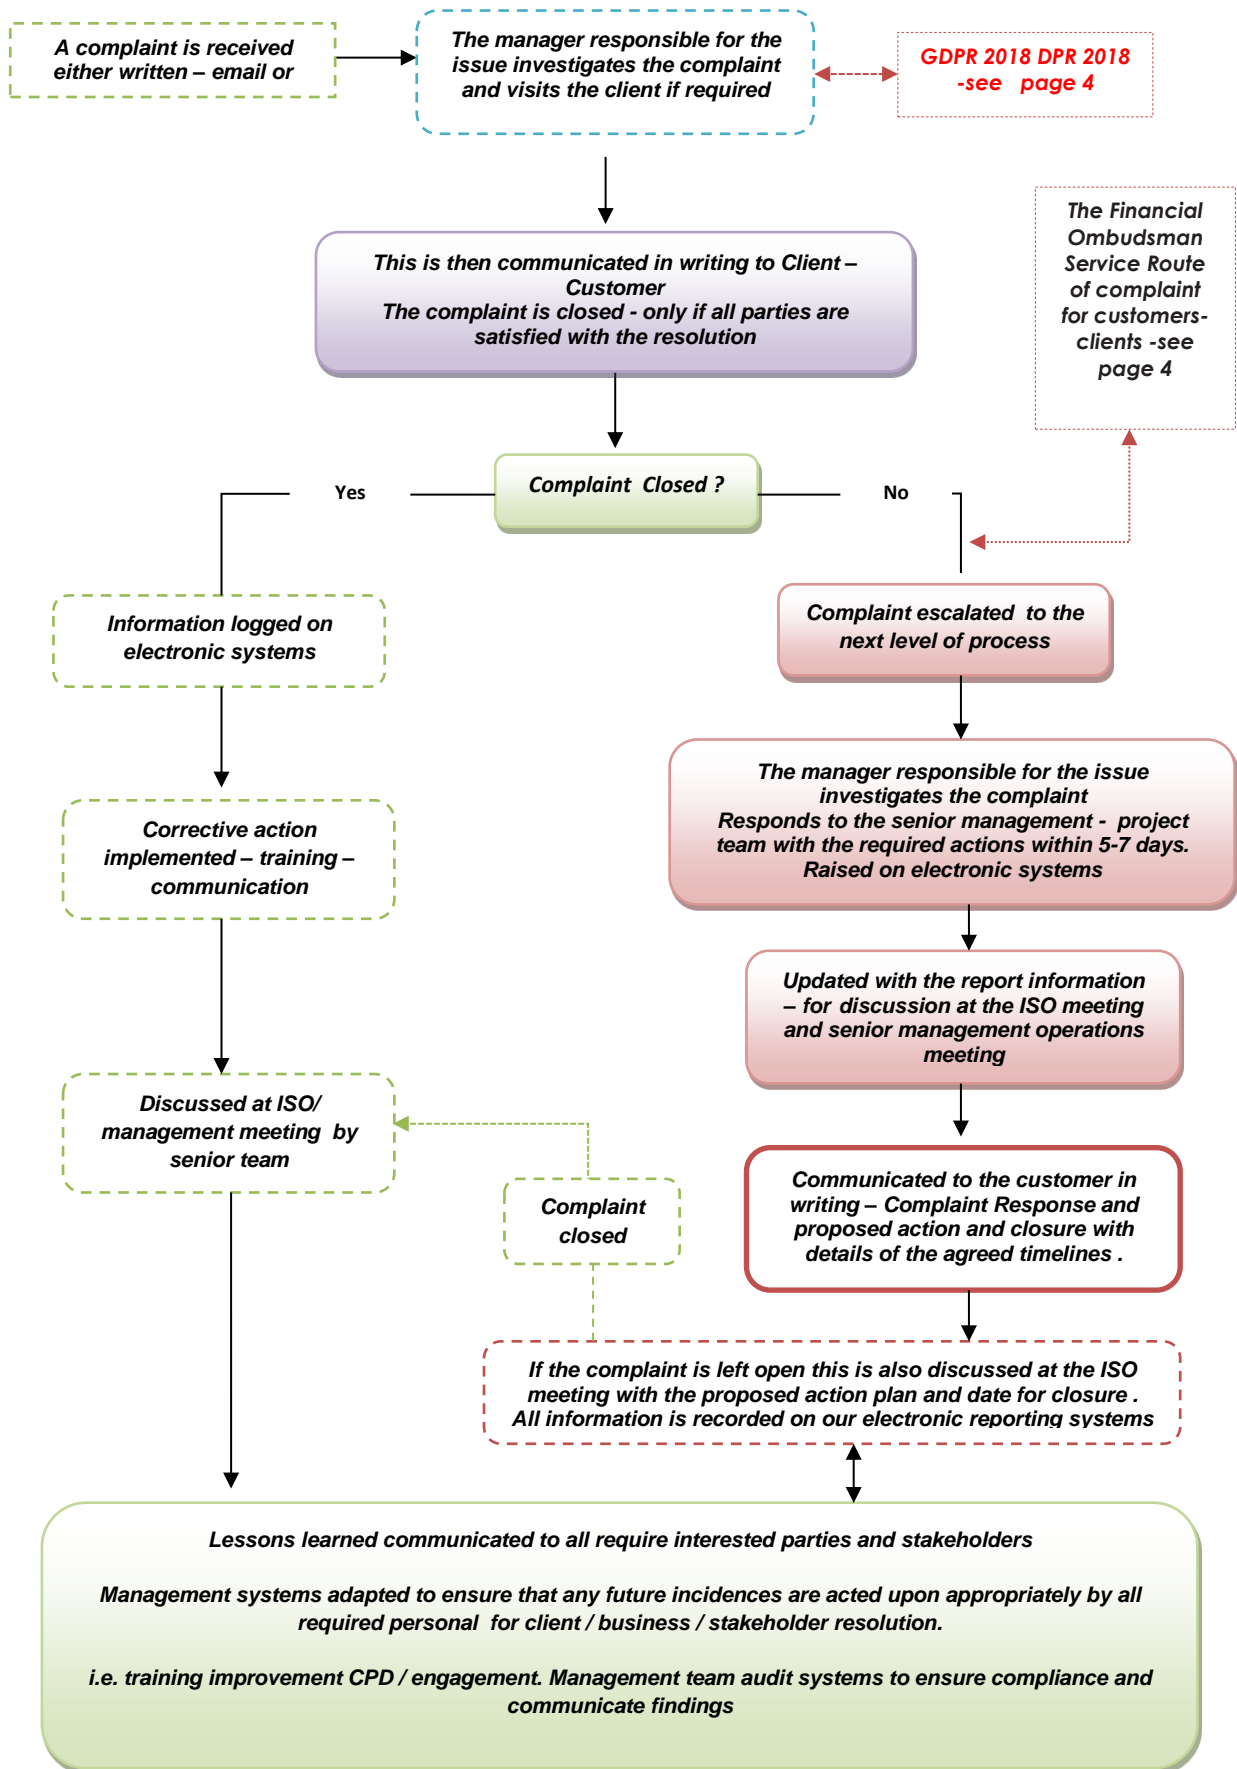 A complaint is received
either written – email or
The manager responsible for the
issue investigates the complaint
and visits the client if required
GDPR 2018 DPR 2018
-see page 4
The Financial
Ombudsman
Service Route
of complaint
for customers-
clients -see
page 4
This is then communicated in writing to Client –
Customer
The complaint is closed - only if all parties are
satisfied with the resolution
Complaint Closed ?
Yes
No
Information logged on
electronic systems
Complaint escalated to the
next level of process
Corrective action
implemented – training –
communication
The manager responsible for the issue
investigates the complaint
Responds to the senior management - project
team with the required actions within 5-7 days.
Raised on electronic systems
Updated with the report information
– for discussion at the ISO meeting
and senior management operations
meeting
Discussed at ISO/
management meeting by
senior team
Complaint
closed
Communicated to the customer in
writing – Complaint Response and
proposed action and closure with
details of the agreed timelines .
If the complaint is left open this is also discussed at the ISO
meeting with the proposed action plan and date for closure .
All information is recorded on our electronic reporting systems
Lessons learned communicated to all require interested parties and stakeholders
Management systems adapted to ensure that any future incidences are acted upon appropriately by all
required personal for client / business / stakeholder resolution.
i.e. training improvement CPD / engagement. Management team audit systems to ensure compliance and
communicate findings